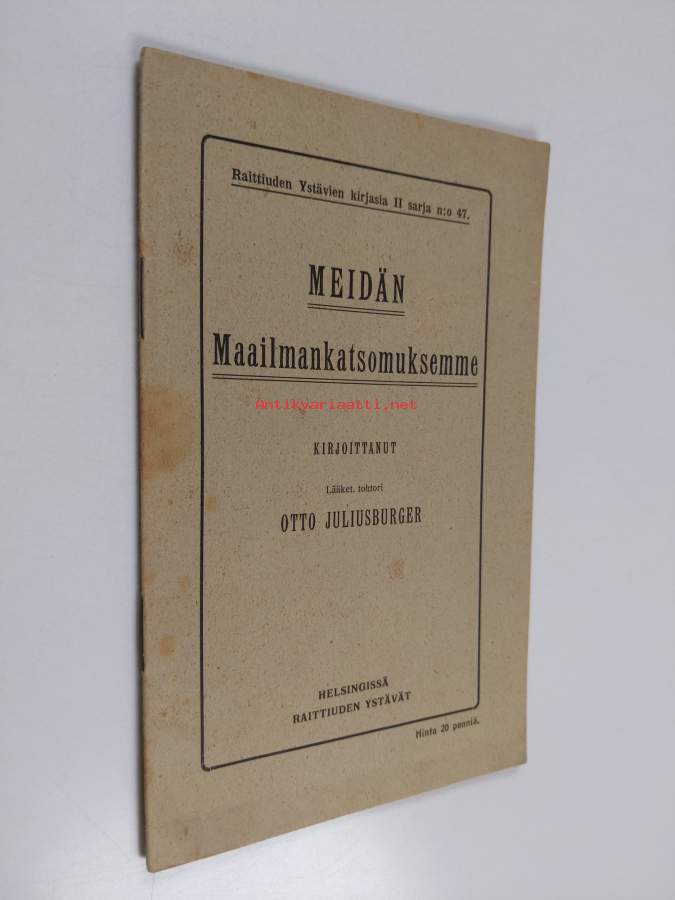 Raittiuden Ystävien kirjasia II sarja n:o 47.
MEIDÄN
Maailmankatsomuksemme
Antikvariaatti.net
KIRJOITTANUT
Lääket. tohtori
OTTO JULIUSBURGER
HELSINGISSÄ
RAITTIUDEN YSTÄVÄT
Hinta 20 penniä.